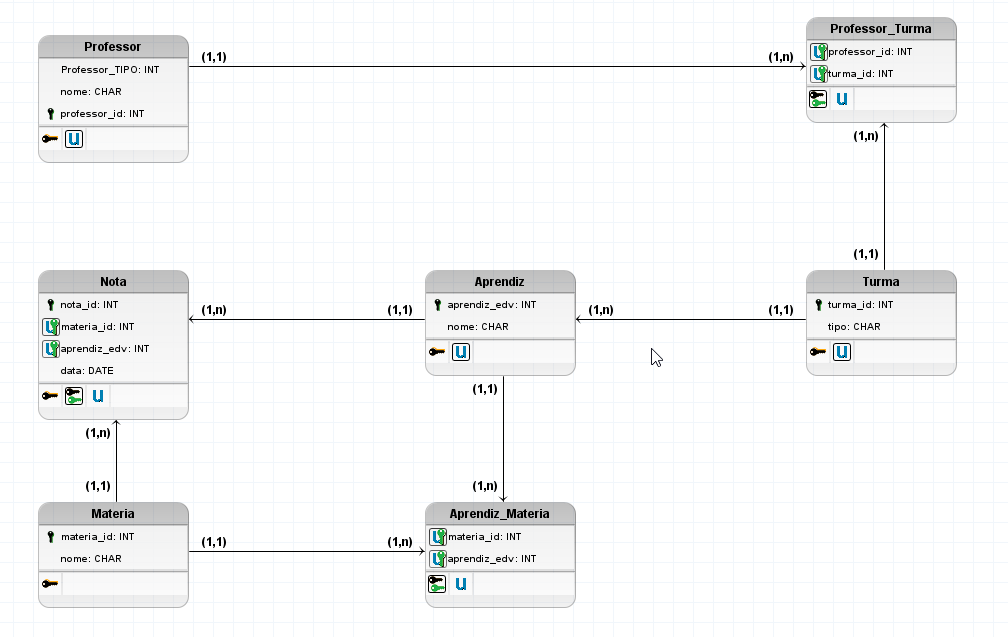 Professor
Professor_TIPO: INT
nome: CHAR
professor_id: INT
U
(1,1)
(1,n)
Professor_Turma
professor_id: INT
turma_id: INT
U
(1,n)
(1,1)
Nota
nota_id: INT
materia_id: INT
aprendiz_edv: INT
data: DATE
U
(1,n)
(1,1)
Aprendiz
aprendiz_edv: INT
nome: CHAR
U
(1,n)
(1,1)
Turma
turma_id: INT
tipo: CHAR
U
(1,1)
(1,n)
(1,n)
(1,1)
Materia
materia_id: INT
nome: CHAR
(1,1)
(1,n)
Aprendiz_Materia
materia_id: INT
aprendiz_edv: INT
U